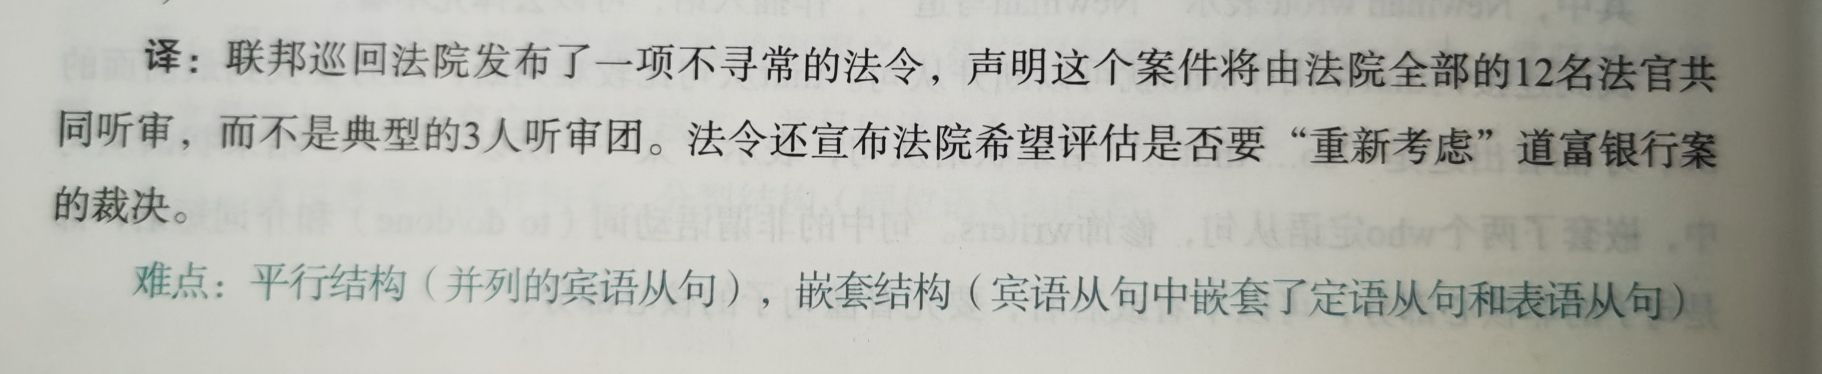 译：联邦巡回法院发布了一项不寻常的法令，声明这个案件将由法院全部的12名法官共
同听审，而不是典型的3人听审团。法令还宣布法院希望评估是否要“重新考虑”道富银行案
的裁决。
难点：平行结构（并列的宾语从句），嵌套结构（宾语从句中嵌套了定语从句和表语从句）